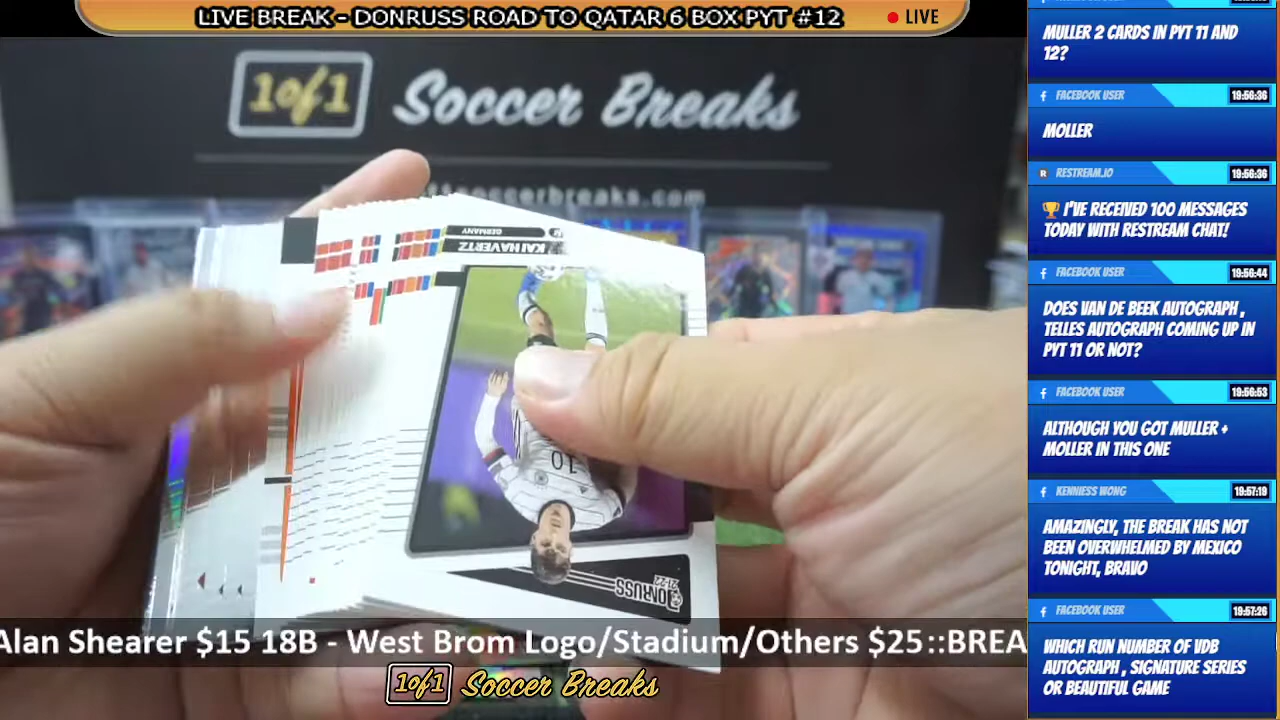 LIVE BREAK - DONRUSS ROAD TO QATAR 6 BOX PYT #12
LIVE
1of1 Soccer Breaks
soccerbreaks.com
KAI HAVERTZ
GERMANY
10
DONRUSS
21-22
Alan Shearer $15 18B - West Brom Logo/Stadium/Others $25::BREA
1of1 Soccer Breaks
MULLER 2 CARDS IN PYT 11 AND
12?
FACEBOOK USER 19:56:36
MOLLER
RESTREAM.IO 19:56:36
🏆 I'VE RECEIVED 100 MESSAGES
TODAY WITH RESTREAM CHAT!
FACEBOOK USER 19:56:44
DOES VAN DE BEEK AUTOGRAPH ,
TELLES AUTOGRAPH COMING UP IN
PYT 11 OR NOT?
FACEBOOK USER 19:56:53
ALTHOUGH YOU GOT MULLER +
MOLLER IN THIS ONE
KENNIESS WONG 19:57:19
AMAZINGLY, THE BREAK HAS NOT
BEEN OVERWHELMED BY MEXICO
TONIGHT, BRAVO
FACEBOOK USER 19:57:26
WHICH RUN NUMBER OF VDB
AUTOGRAPH , SIGNATURE SERIES
OR BEAUTIFUL GAME